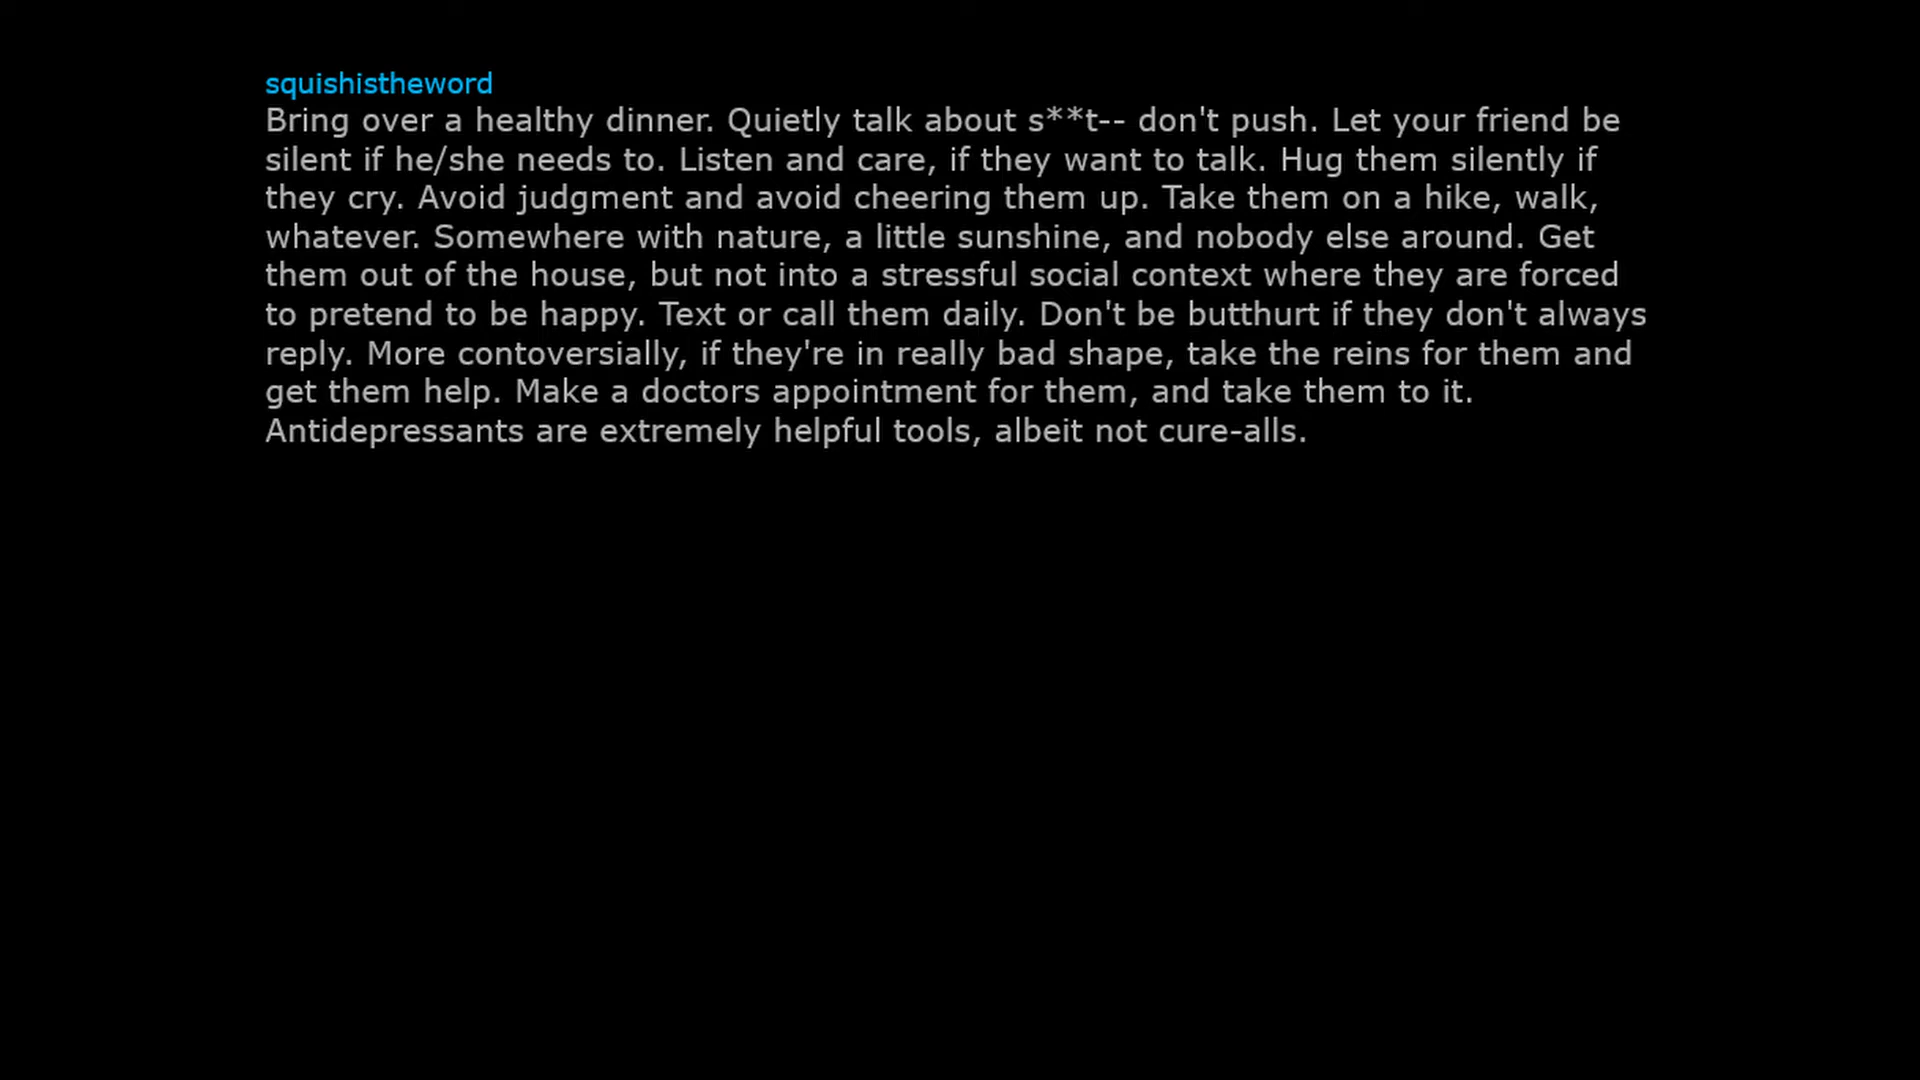 squishistheword
Bring over a healthy dinner. Quietly talk about s**t-- don't push. Let your friend be
silent if he/she needs to. Listen and care, if they want to talk. Hug them silently if
they cry. Avoid judgment and avoid cheering them up. Take them on a hike, walk,
whatever. Somewhere with nature, a little sunshine, and nobody else around. Get
them out of the house, but not into a stressful social context where they are forced
to pretend to be happy. Text or call them daily. Don't be butthurt if they don't always
reply. More contoversially, if they're in really bad shape, take the reins for them and
get them help. Make a doctors appointment for them, and take them to it.
Antidepressants are extremely helpful tools, albeit not cure-alls.